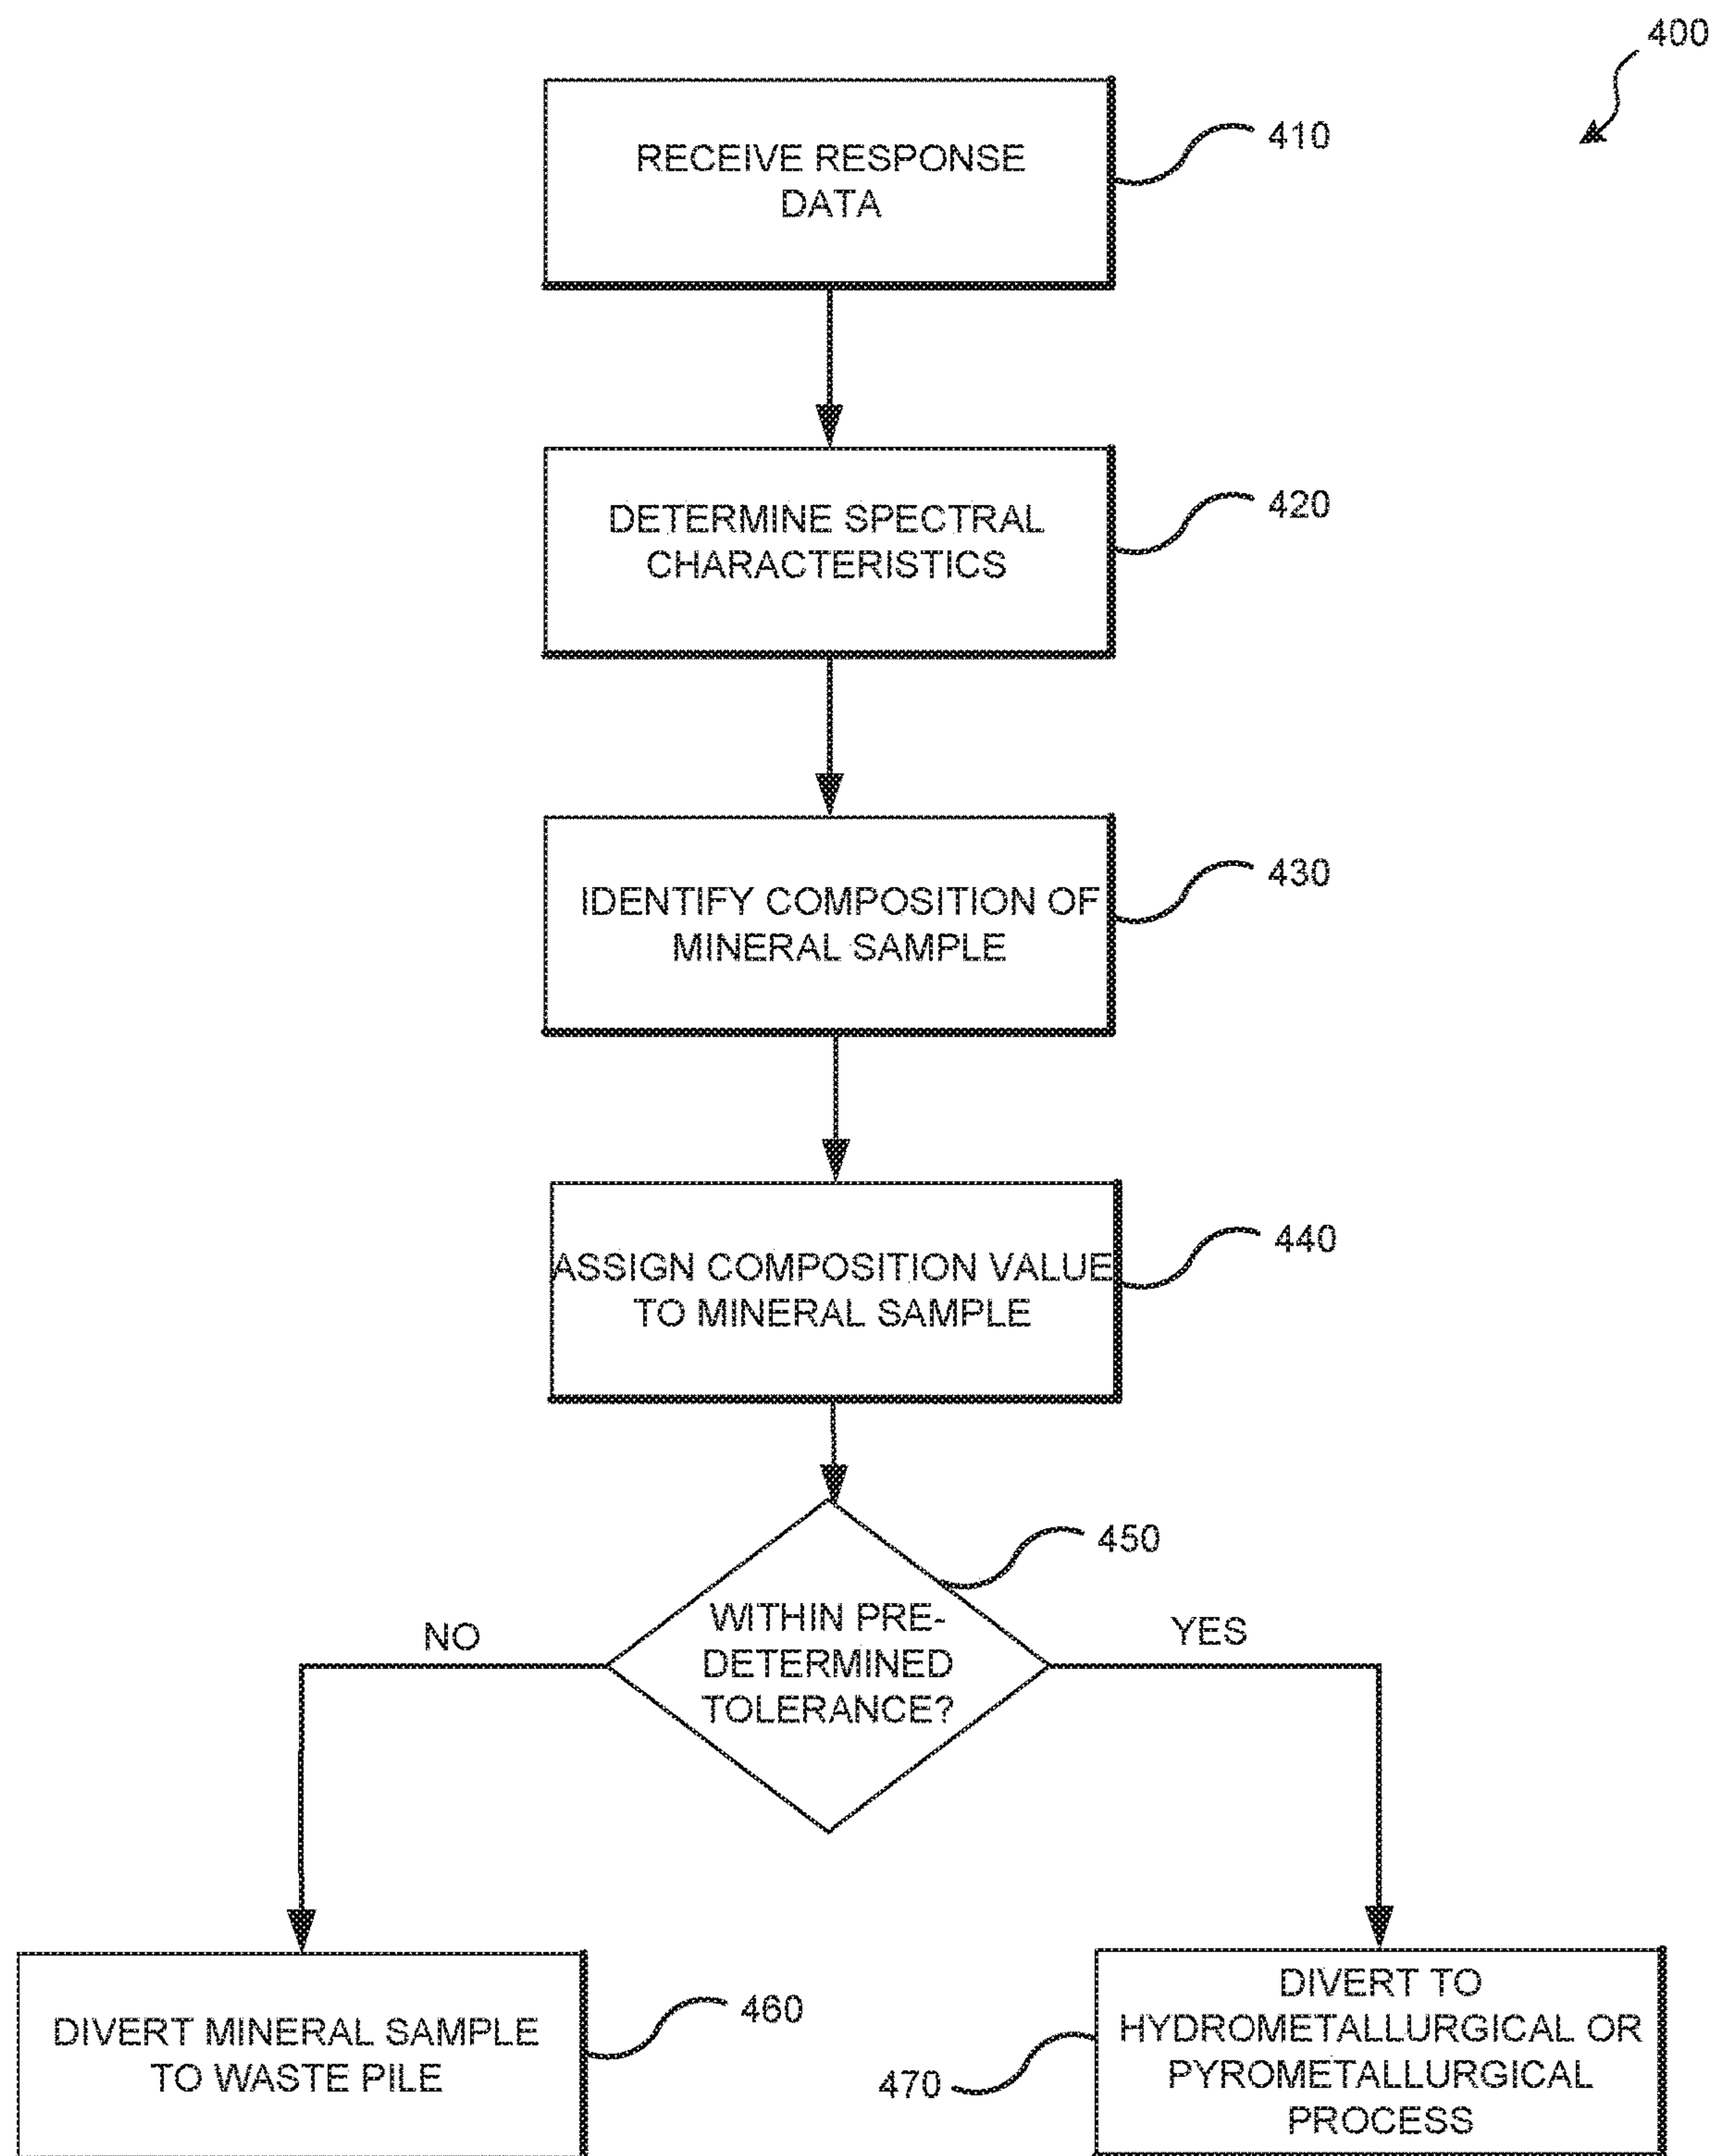 400
RECEIVE RESPONSE
DATA
410
DETERMINE SPECTRAL
CHARACTERISTICS
420
IDENTIFY COMPOSITION OF
MINERAL SAMPLE
430
ASSIGN COMPOSITION VALUE
TO MINERAL SAMPLE
440
450
WITHIN PRE-
DETERMINED
TOLERANCE?
NO
YES
DIVERT MINERAL SAMPLE
TO WASTE PILE
460
470
DIVERT TO
HYDROMETALLURGICAL OR
PYROMETALLURGICAL
PROCESS